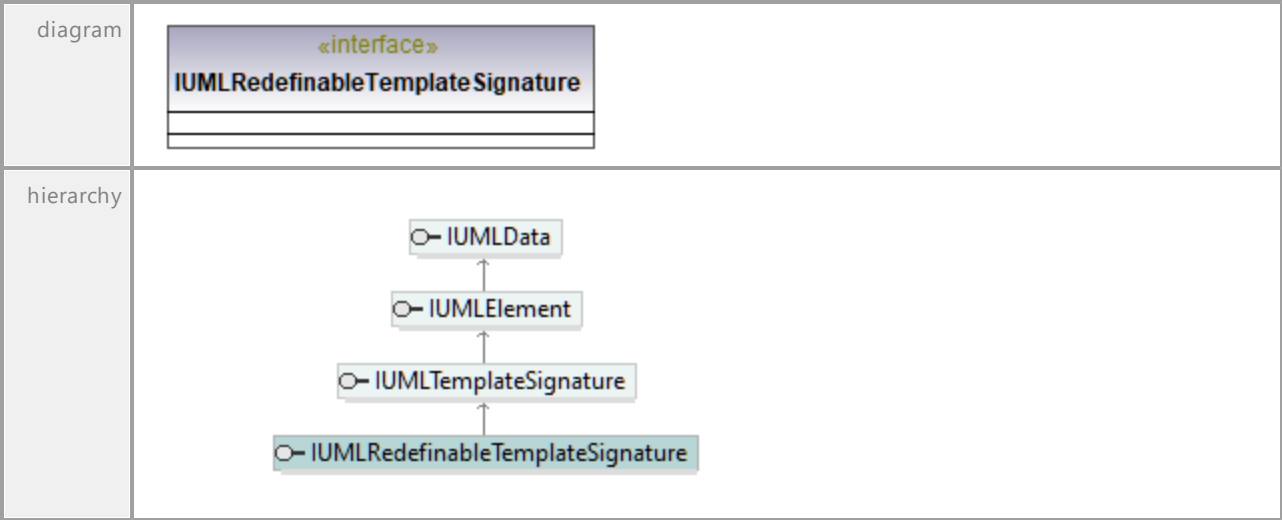 diagram
«interface»
IUMLRedefinableTemplateSignature
hierarchy
IUMLData
IUMLElement
IUMLTemplateSignature
IUMLRedefinableTemplateSignature